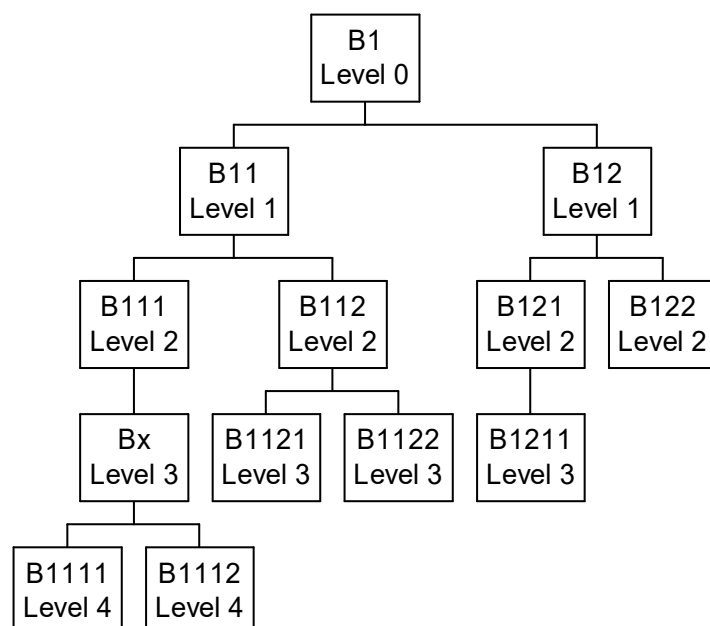 B1
Level 0
B11
Level 1
B12
Level 1
B111
Level 2
B112
Level 2
B121
Level 2
B122
Level 2
Bx
Level 3
B1121
Level 3
B1122
Level 3
B1211
Level 3
B1111
Level 4
B1112
Level 4